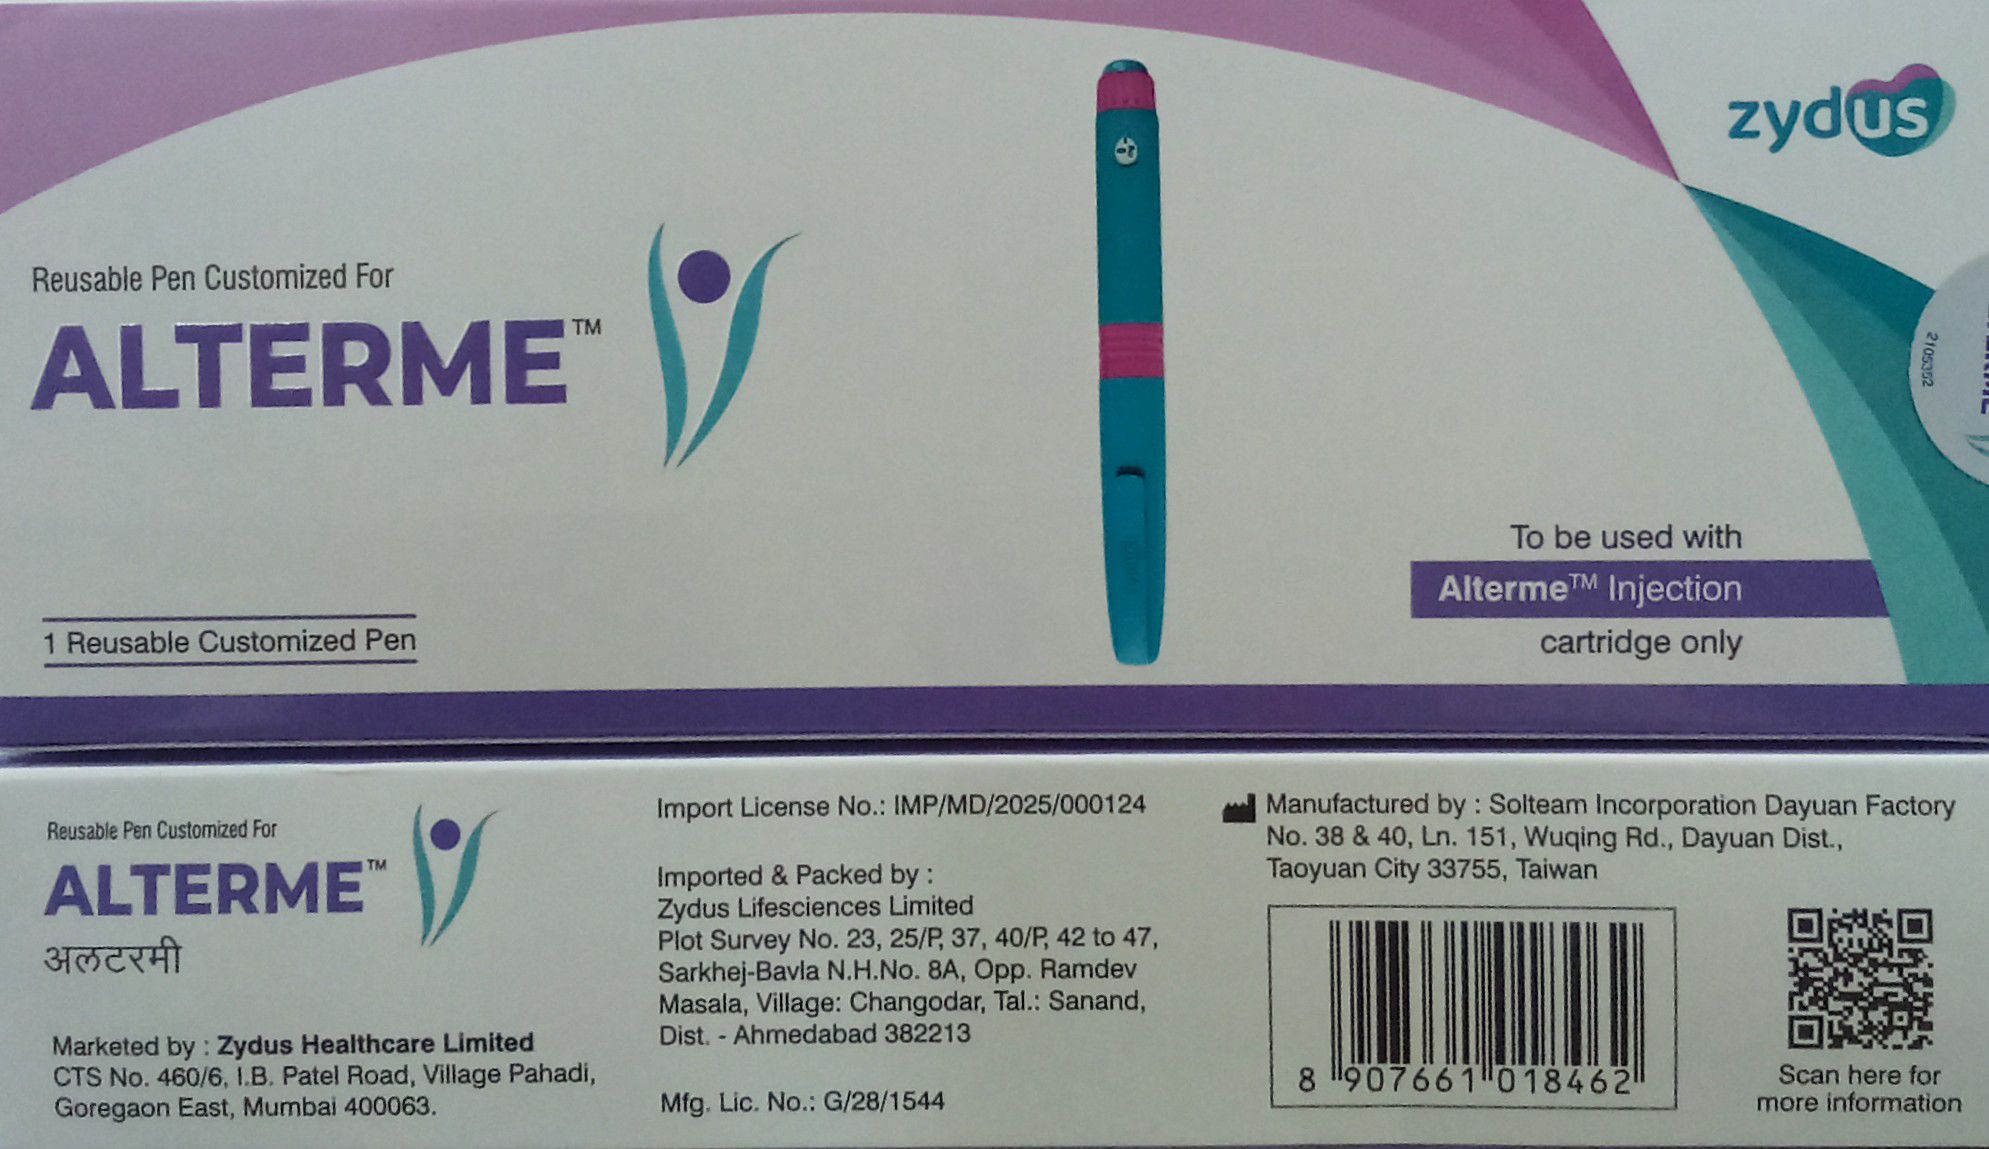 zydus
Reusable Pen Customized For
ALTERME™
2105352
1 Reusable Customized Pen
To be used with
Alterme™ Injection
cartridge only
Reusable Pen Customized For
ALTERME™
अलटरमी
Marketed by : Zydus Healthcare Limited
CTS No. 460/6, I.B. Patel Road, Village Pahadi,
Goregaon East, Mumbai 400063.
Import License No.: IMP/MD/2025/000124
Imported & Packed by :
Zydus Lifesciences Limited
Plot Survey No. 23, 25/P, 37, 40/P, 42 to 47,
Sarkhej-Bavla N.H.No. 8A, Opp. Ramdev
Masala, Village: Changodar, Tal.: Sanand,
Dist. - Ahmedabad 382213
Mfg. Lic. No.: G/28/1544
Manufactured by : Solteam Incorporation Dayuan Factory
No. 38 & 40, Ln. 151, Wuqing Rd., Dayuan Dist.,
Taoyuan City 33755, Taiwan
8 907661 018462
Scan here for
more information